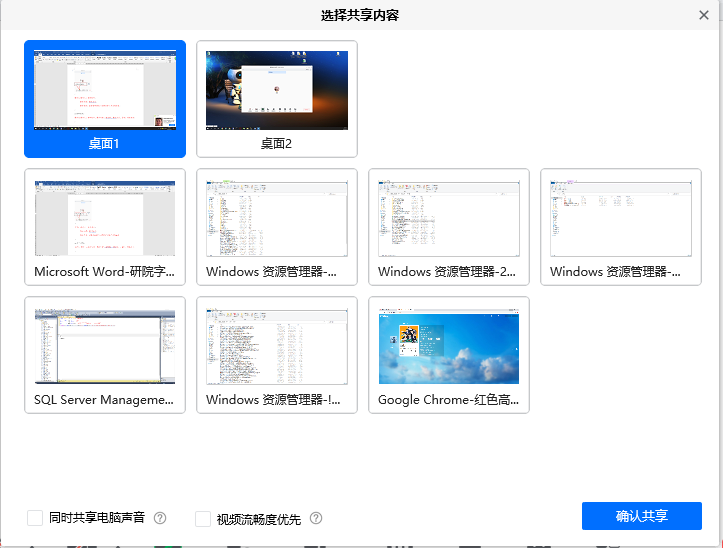 选择共享内容
桌面1
桌面2
Microsoft Word-研院字...
Windows 资源管理器-...
Windows 资源管理器-2...
Windows 资源管理器-...
SQL Server Manageme...
Windows 资源管理器-!...
Google Chrome-红色高...
同时共享电脑声音
视频流畅度优先
确认共享